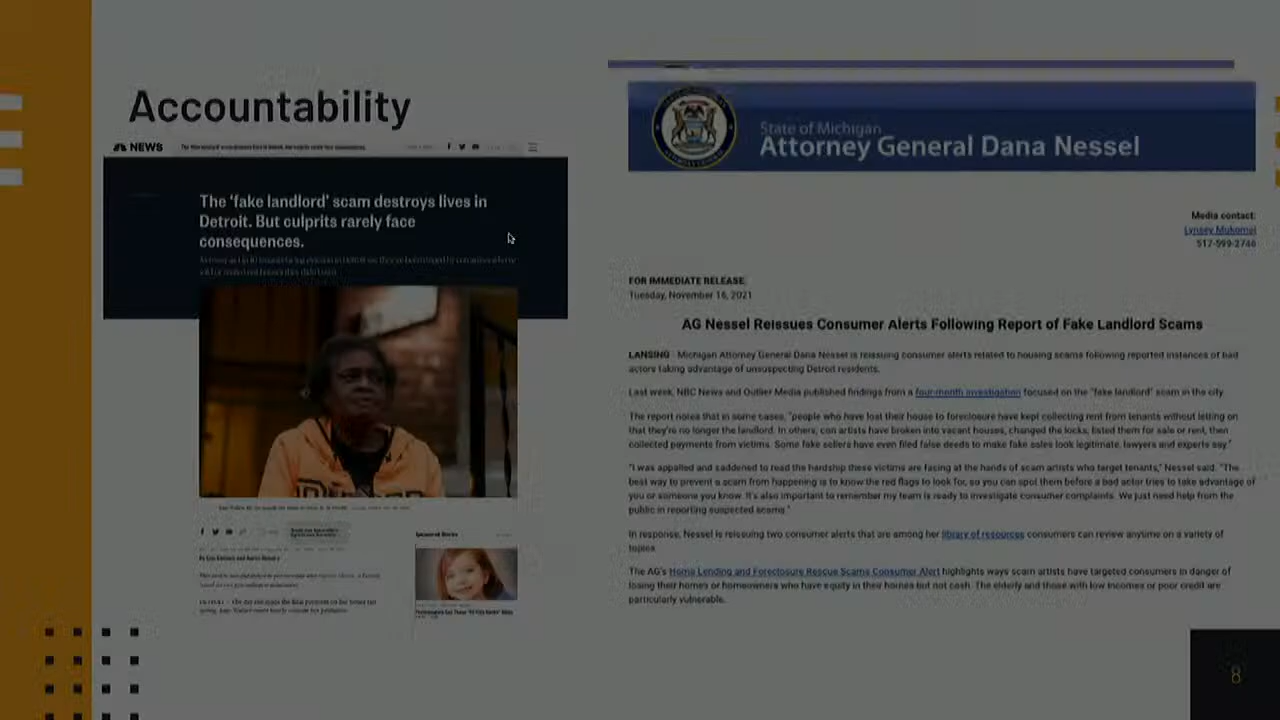 Accountability
NEWS
The 'fake landlord' scam destroys lives in
Detroit. But culprits rarely face
consequences.
Sponsored Stories
State of Michigan
Attorney General Dana Nessel
Media contact:
Lynsey Mukomel
517-599-2746
FOR IMMEDIATE RELEASE
Tuesday, November 16, 2021
AG Nessel Reissues Consumer Alerts Following Report of Fake Landlord Scams
LANSING - Michigan Attorney General Dana Nessel is reissuing consumer alerts related to housing scams following reported instances of bad
actors taking advantage of unsuspecting Detroit residents.
Last week, NBC News and Outlier Media published findings from a four-month investigation focused on the "fake landlord" scam in the city.
The report notes that in some cases, "people who have lost their house to foreclosure have kept collecting rent from tenants without letting on
that they're no longer the landlord. In others, con artists have broken into vacant houses, changed the locks, listed them for sale or rent, then
collected payments from victims. Some fake sellers have even filed false deeds to make fake sales look legitimate, lawyers and experts say."
"I was appalled and saddened to read the hardship these victims are facing at the hands of scam artists who target tenants," Nessel said. "The
best way to prevent a scam from happening is to know the red flags to look for, so you can spot them before a bad actor tries to take advantage of
you or someone you know. It's also important to remember my team is ready to investigate consumer complaints. We just need help from the
public in reporting suspected scams."
In response, Nessel is reissuing two consumer alerts that are among her library of resources consumers can review anytime on a variety of
topics.
The AG's Home Lending and Foreclosure Rescue Scams Consumer Alert highlights ways scam artists have targeted consumers in danger of
losing their homes or homeowners who have equity in their homes but not cash. The elderly and those with low incomes or poor credit are
particularly vulnerable.
8